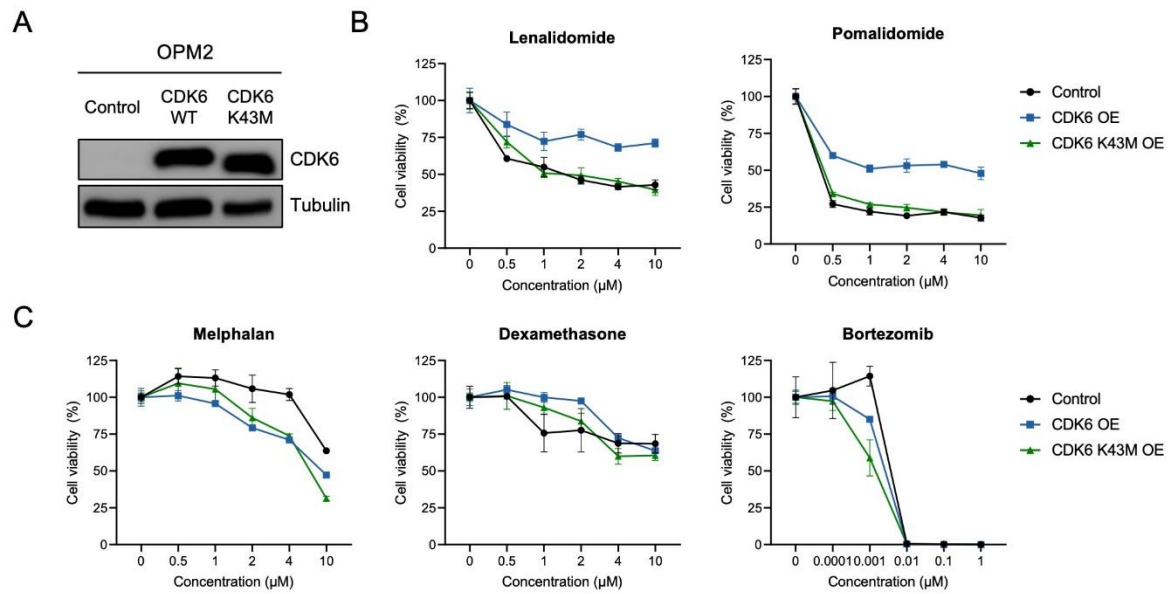 A
OPM2
Control
CDK6
WT
CDK6
K43M
CDK6
Tubulin
B
Lenalidomide
Cell viability (%)
125
100
75
50
25
0
0 0.5 1 2 4 10
Concentration (µM)
Pomalidomide
Cell viability (%)
125
100
75
50
25
0
0 0.5 1 2 4 10
Concentration (µM)
Control
CDK6 OE
CDK6 K43M OE
C
Melphalan
Cell viability (%)
125
100
75
50
25
0
0 0.5 1 2 4 10
Concentration (µM)
Dexamethasone
Cell viability (%)
125
100
75
50
25
0
0 0.5 1 2 4 10
Concentration (µM)
Bortezomib
Cell viability (%)
125
100
75
50
25
0
0 0.0001 0.001 0.01 0.1 1
Concentration (µM)
Control
CDK6 OE
CDK6 K43M OE